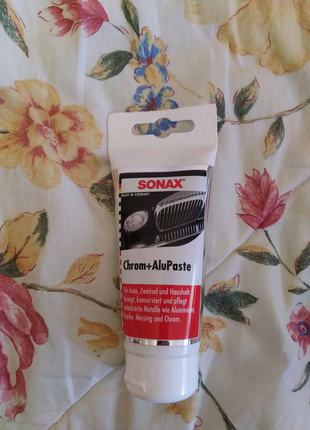 SONAX
MADE IN GERMANY
Chrom+AluPaste
Für Auto, Zweirad und Haushalt.
Reinigt, konserviert und pflegt
Metalle wie Aluminium,
Kupfer, Messing und Chrom.